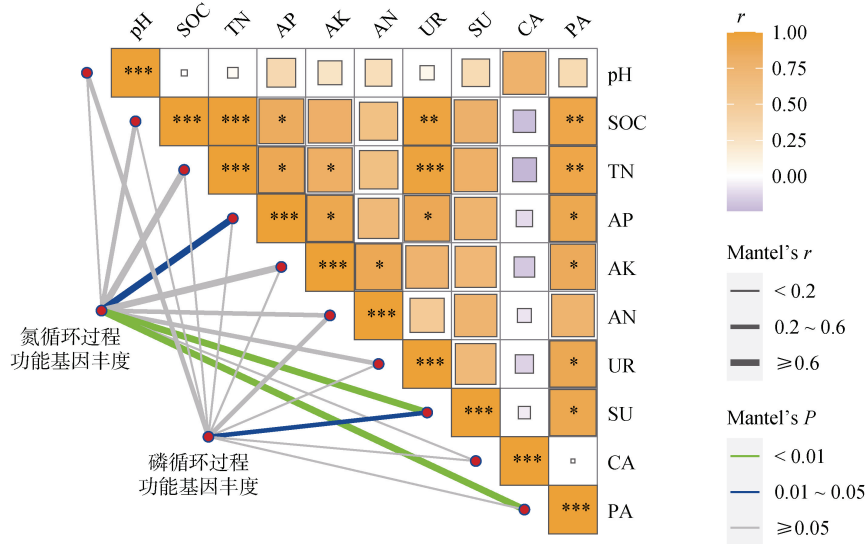 pH SOC TN AP AK AN UR SU CA PA
*** pH
*** *** * ** ** SOC
*** * * *** ** TN
*** * * * AP
*** * * AK
*** AN
*** * UR
*** * SU
*** CA
*** PA
氮循环过程
功能基因丰度
磷循环过程
功能基因丰度
r
1.00
0.75
0.50
0.25
0.00
Mantel's r
< 0.2
0.2 ~ 0.6
≥0.6
Mantel's P
< 0.01
0.01 ~ 0.05
≥0.05